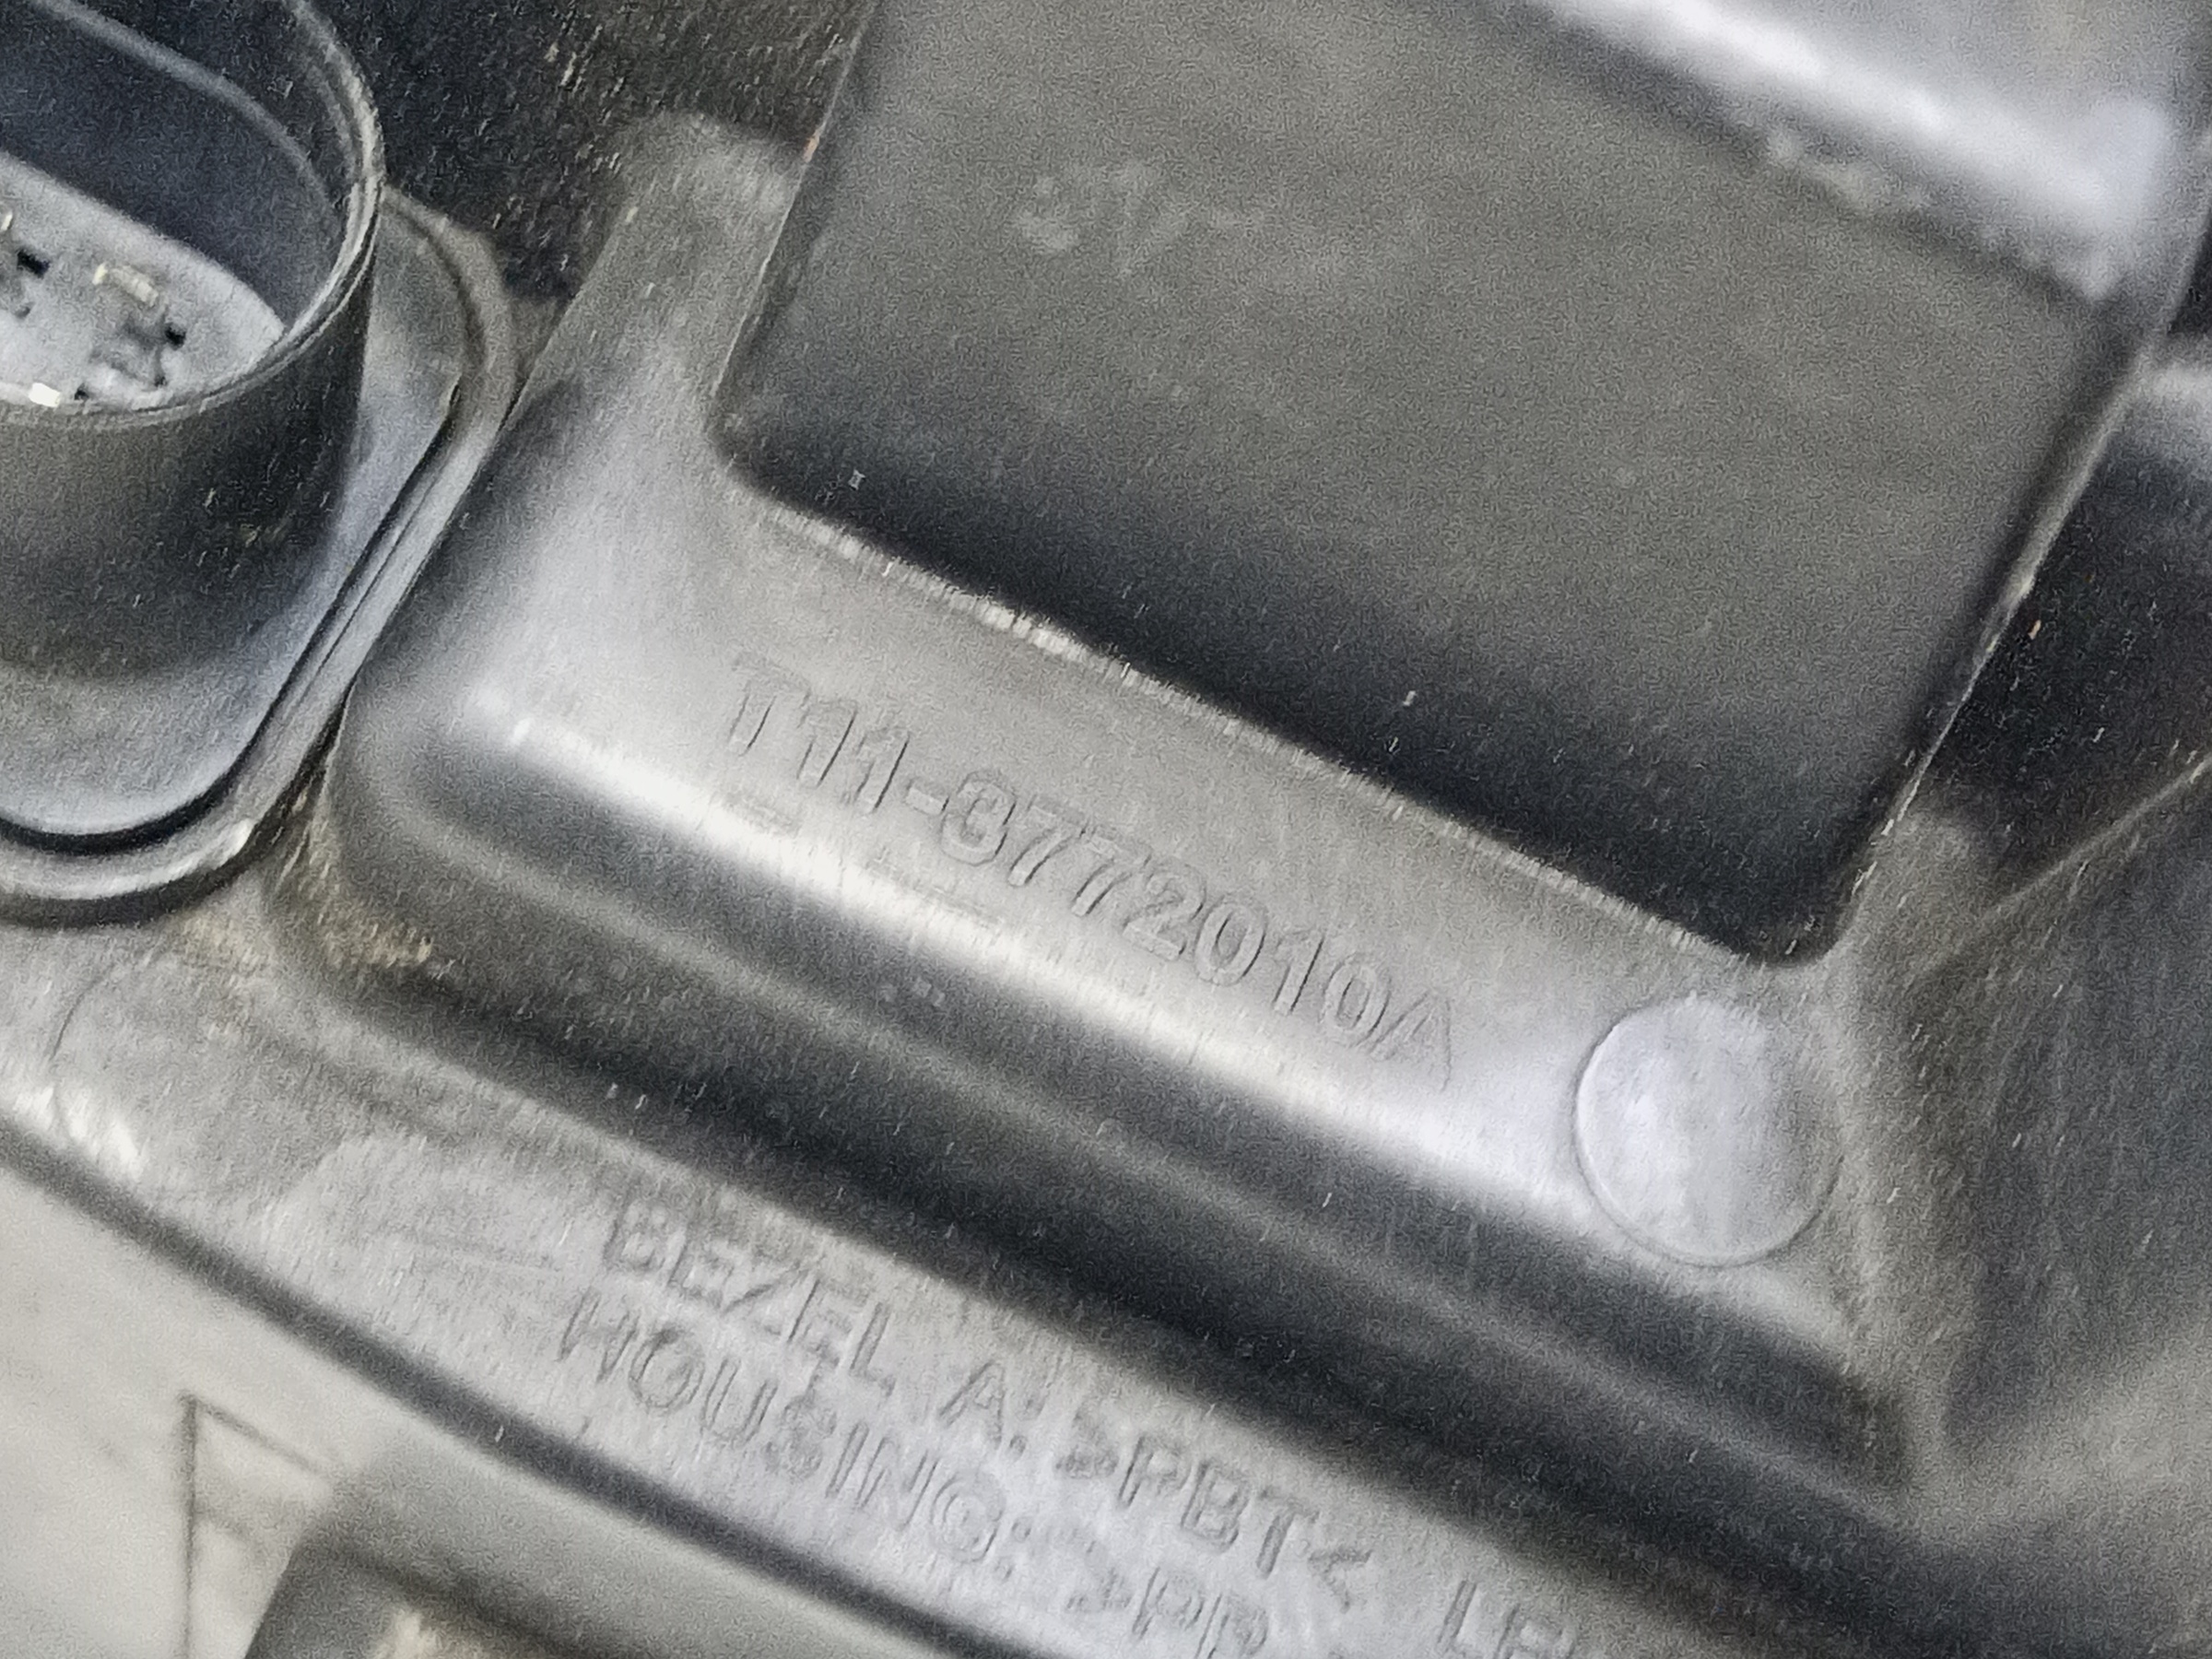 T11-3772010A
BEZEL A: >PBT<
HOUSING: >PP